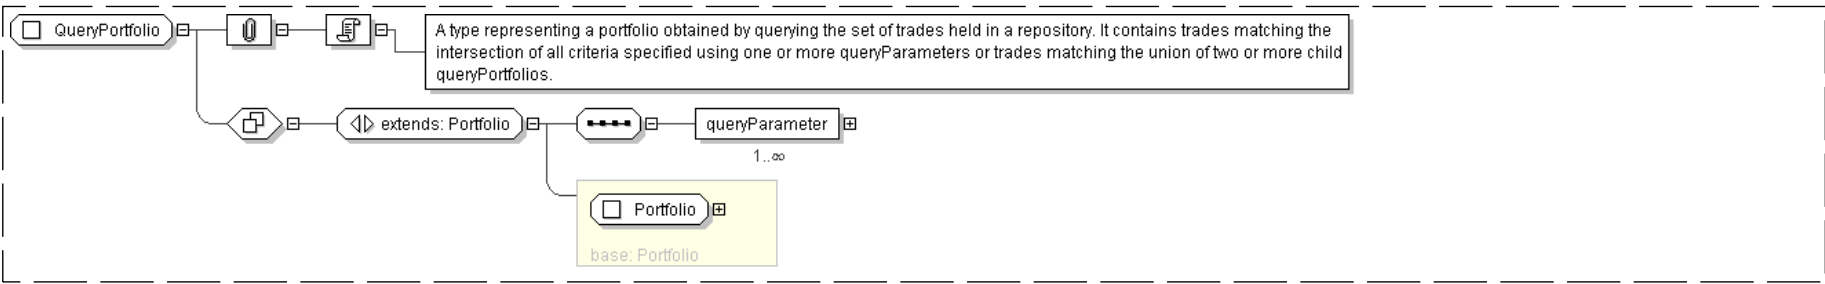 QueryPortfolio
A type representing a portfolio obtained by querying the set of trades held in a repository. It contains trades matching the
intersection of all criteria specified using one or more queryParameters or trades matching the union of two or more child
queryPortfolios.
extends: Portfolio
queryParameter
1..∞
Portfolio
base: Portfolio